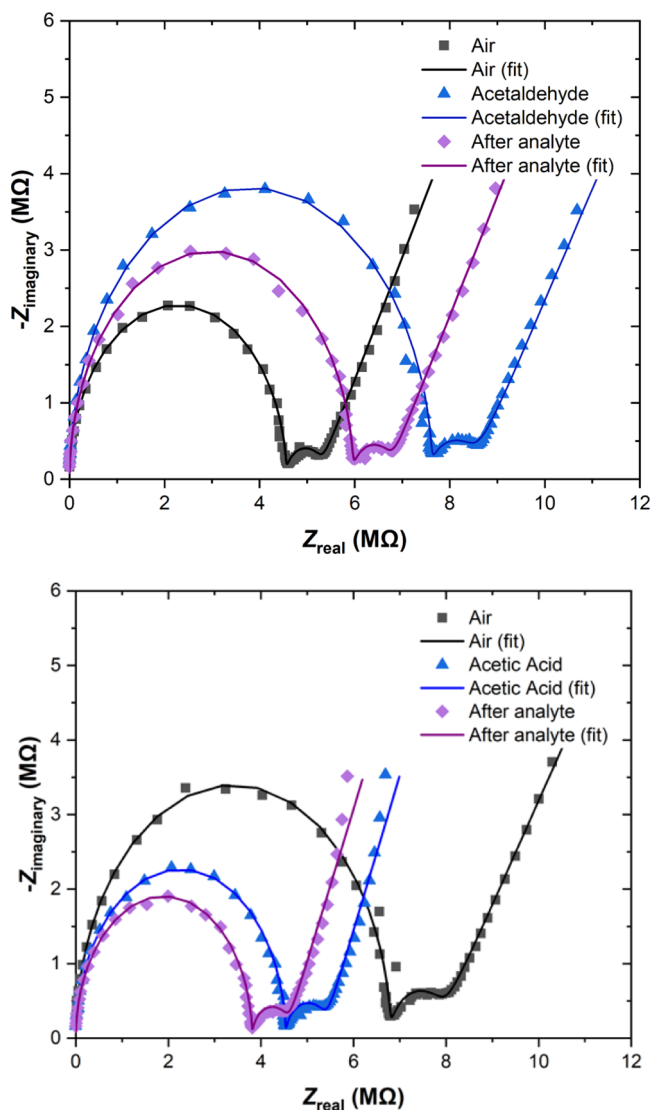 6
5
4
3
2
1
0
-Zimaginary (MΩ)
Air
Air (fit)
Acetaldehyde
Acetaldehyde (fit)
After analyte
After analyte (fit)
0 2 4 6 8 10 12
Zreal (MΩ)
6
5
4
3
2
1
0
-Zimaginary (MΩ)
Air
Air (fit)
Acetic Acid
Acetic Acid (fit)
After analyte
After analyte (fit)
0 2 4 6 8 10 12
Zreal (MΩ)